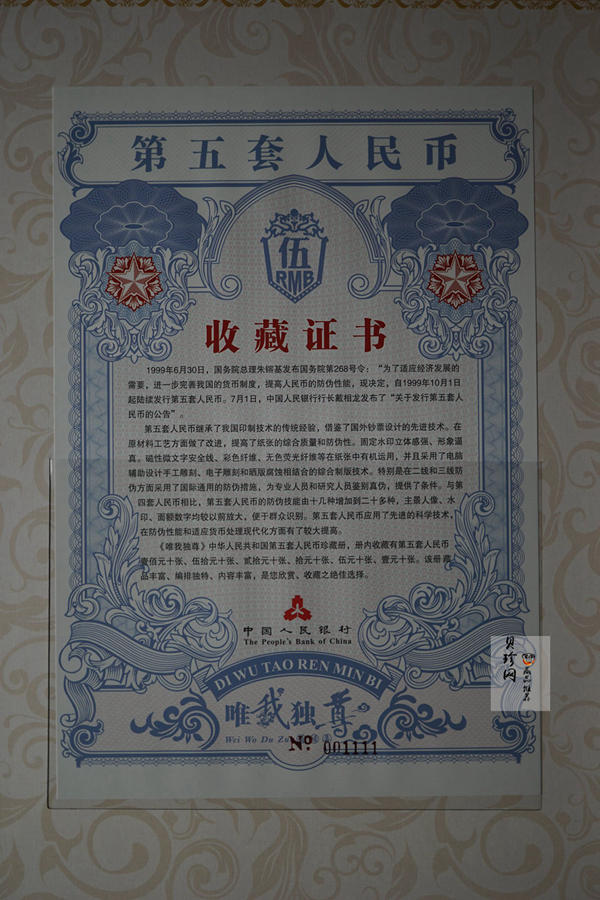 第五套人民币
伍
RMB
收藏证书
1999年6月30日，国务院总理朱镕基发布国务院第268号令：“为了适应经济发展的
需要，进一步完善我国的货币制度，提高人民币的防伪性能，现决定，自1999年10月1日
起陆续发行第五套人民币。7月1日，中国人民银行行长戴相龙发布了“关于发行第五套人
民币的公告”。
第五套人民币继承了我国印制技术的传统经验，借鉴了国外钞票设计的先进技术。在
原材料工艺方面做了改进，提高了纸张的综合质量和防伪性。固定水印立体感强、形象逼
真。磁性微文字安全线、彩色纤维、无色荧光纤维等在纸张中有机运用，并且采用了电脑
辅助设计手工雕刻、电子雕刻和晒版腐蚀相结合的综合制版技术。特别是在二线和三线防
伪方面采用了国际通用的防伪措施，为专业人员和研究人员鉴别真伪，提供了条件。与第
四套人民币相比，第五套人民币的防伪技能由十几种增加到二十多种，主景人像、水
印、面额数字均较以前放大，便于群众识别。第五套人民币应用了先进的科学技术，
在防伪性能和适应货币处理现代化方面有了较大提高。
《唯我独尊》中华人民共和国第五套人民币珍藏册，册内收藏有第五套人民币
壹佰元十张、伍拾元十张、贰拾元十张、拾元十张、伍元十张、壹元十张。该册藏
品丰富、编排独特、内容丰富，是您欣赏、收藏之绝佳选择。
中国人民银行
The People's Bank of China
DI WU TAO REN MIN BI
唯我独尊
Wei Wo Du Zu
№ 001111
贝珍网
商品推荐